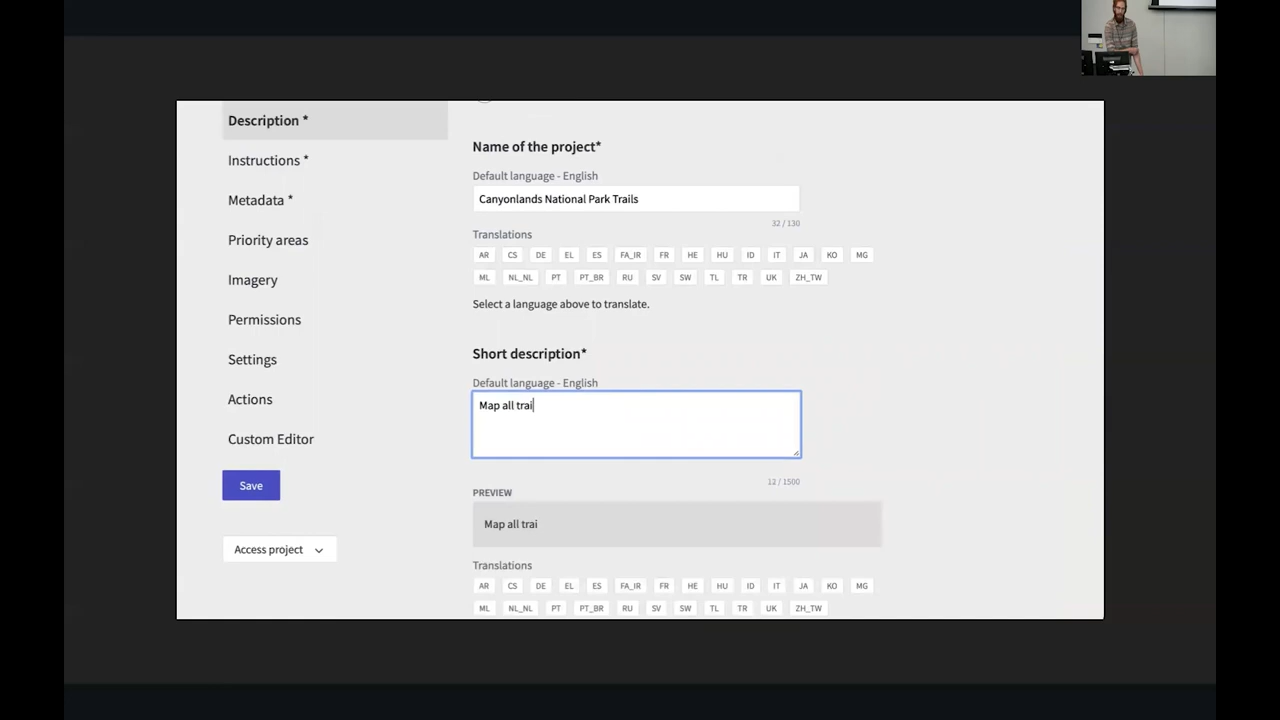 Description *
Instructions *
Metadata *
Priority areas
Imagery
Permissions
Settings
Actions
Custom Editor
Save
Access project
Name of the project*
Default language - English
Canyonlands National Park Trails
32 / 130
Translations
AR CS DE EL ES FA_IR FR HE HU ID IT JA KO MG
ML NL_NL PT PT_BR RU SV SW TL TR UK ZH_TW
Select a language above to translate.
Short description*
Default language - English
Map all trai
12 / 1500
PREVIEW
Map all trai
Translations
AR CS DE EL ES FA_IR FR HE HU ID IT JA KO MG
ML NL_NL PT PT_BR RU SV SW TL TR UK ZH_TW